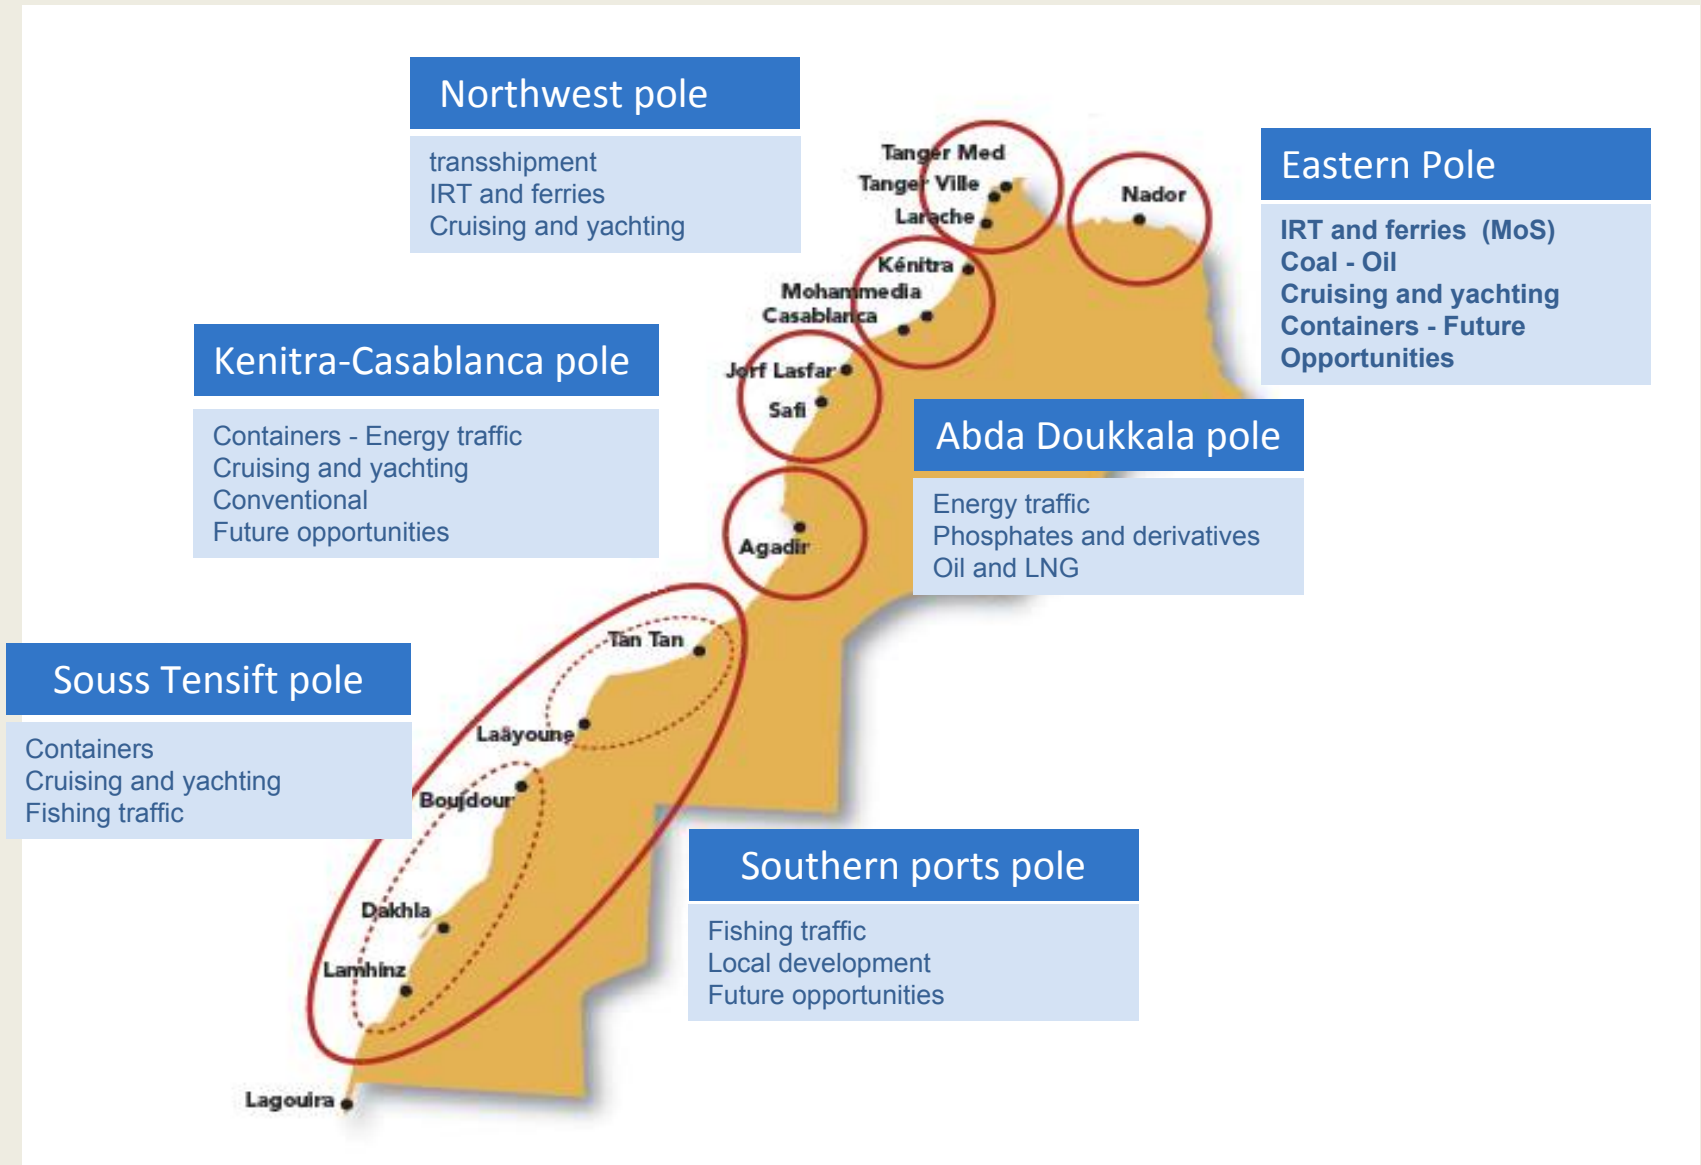 Northwest pole
transshipment
IRT and ferries
Cruising and yachting
Eastern Pole
IRT and ferries (MoS)
Coal - Oil
Cruising and yachting
Containers - Future
Opportunities
Kenitra-Casablanca pole
Containers - Energy traffic
Cruising and yachting
Conventional
Future opportunities
Abda Doukkala pole
Energy traffic
Phosphates and derivatives
Oil and LNG
Souss Tensift pole
Containers
Cruising and yachting
Fishing traffic
Southern ports pole
Fishing traffic
Local development
Future opportunities
Tanger Med
Tanger Ville
Larache
Nador
Kénitra
Mohammedia
Casablanca
Jorf Lasfar
Safi
Agadir
Tan Tan
Laâyoune
Boujdour
Dakhla
Lamhinz
Lagouira